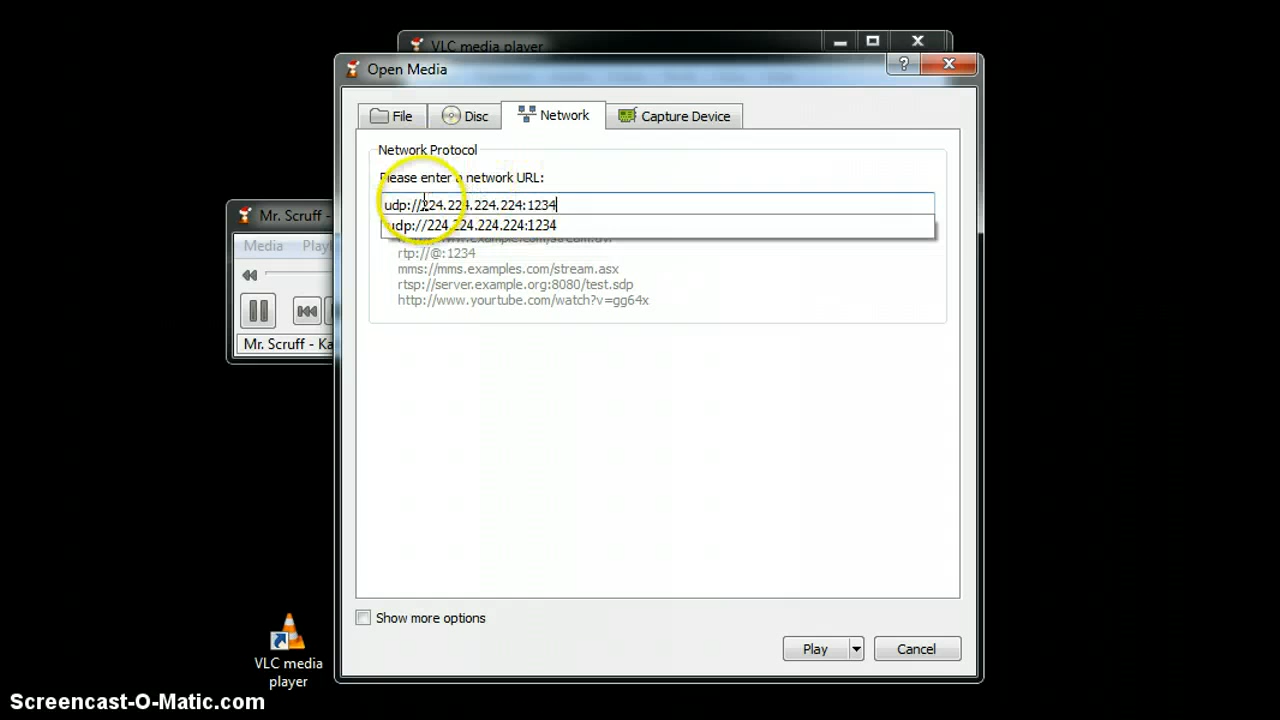 VLC media player
Open Media
File
Disc
Network
Capture Device
Network Protocol
Please enter a network URL:
udp://224.224.224.224:1234
udp://224.224.224.224:1234
rtp://@:1234
mms://mms.examples.com/stream.asx
rtsp://server.example.org:8080/test.sdp
http://www.yourtube.com/watch?v=gg64x
Mr. Scruff -
Media
Mr. Scruff - Ka
Show more options
Play
Cancel
VLC media
player
Screencast-O-Matic.com